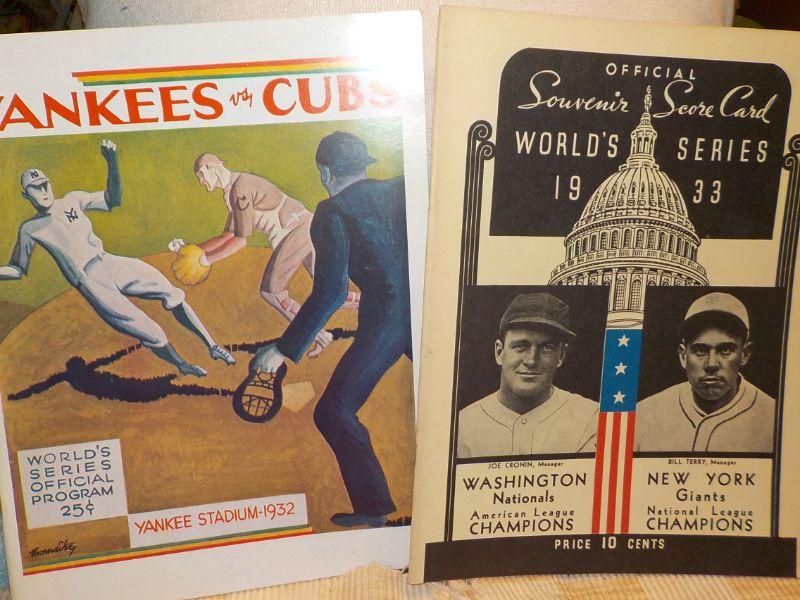 YANKEES vs CUBS
NY
WORLD'S
SERIES
OFFICIAL
PROGRAM
25¢
YANKEE STADIUM-1932
Thorndike
OFFICIAL
Souvenir Score Card
WORLD'S SERIES
19 33
JOE CRONIN, Manager
WASHINGTON
Nationals
American League
CHAMPIONS
BILL TERRY, Manager
NEW YORK
Giants
National League
CHAMPIONS
PRICE 10 CENTS